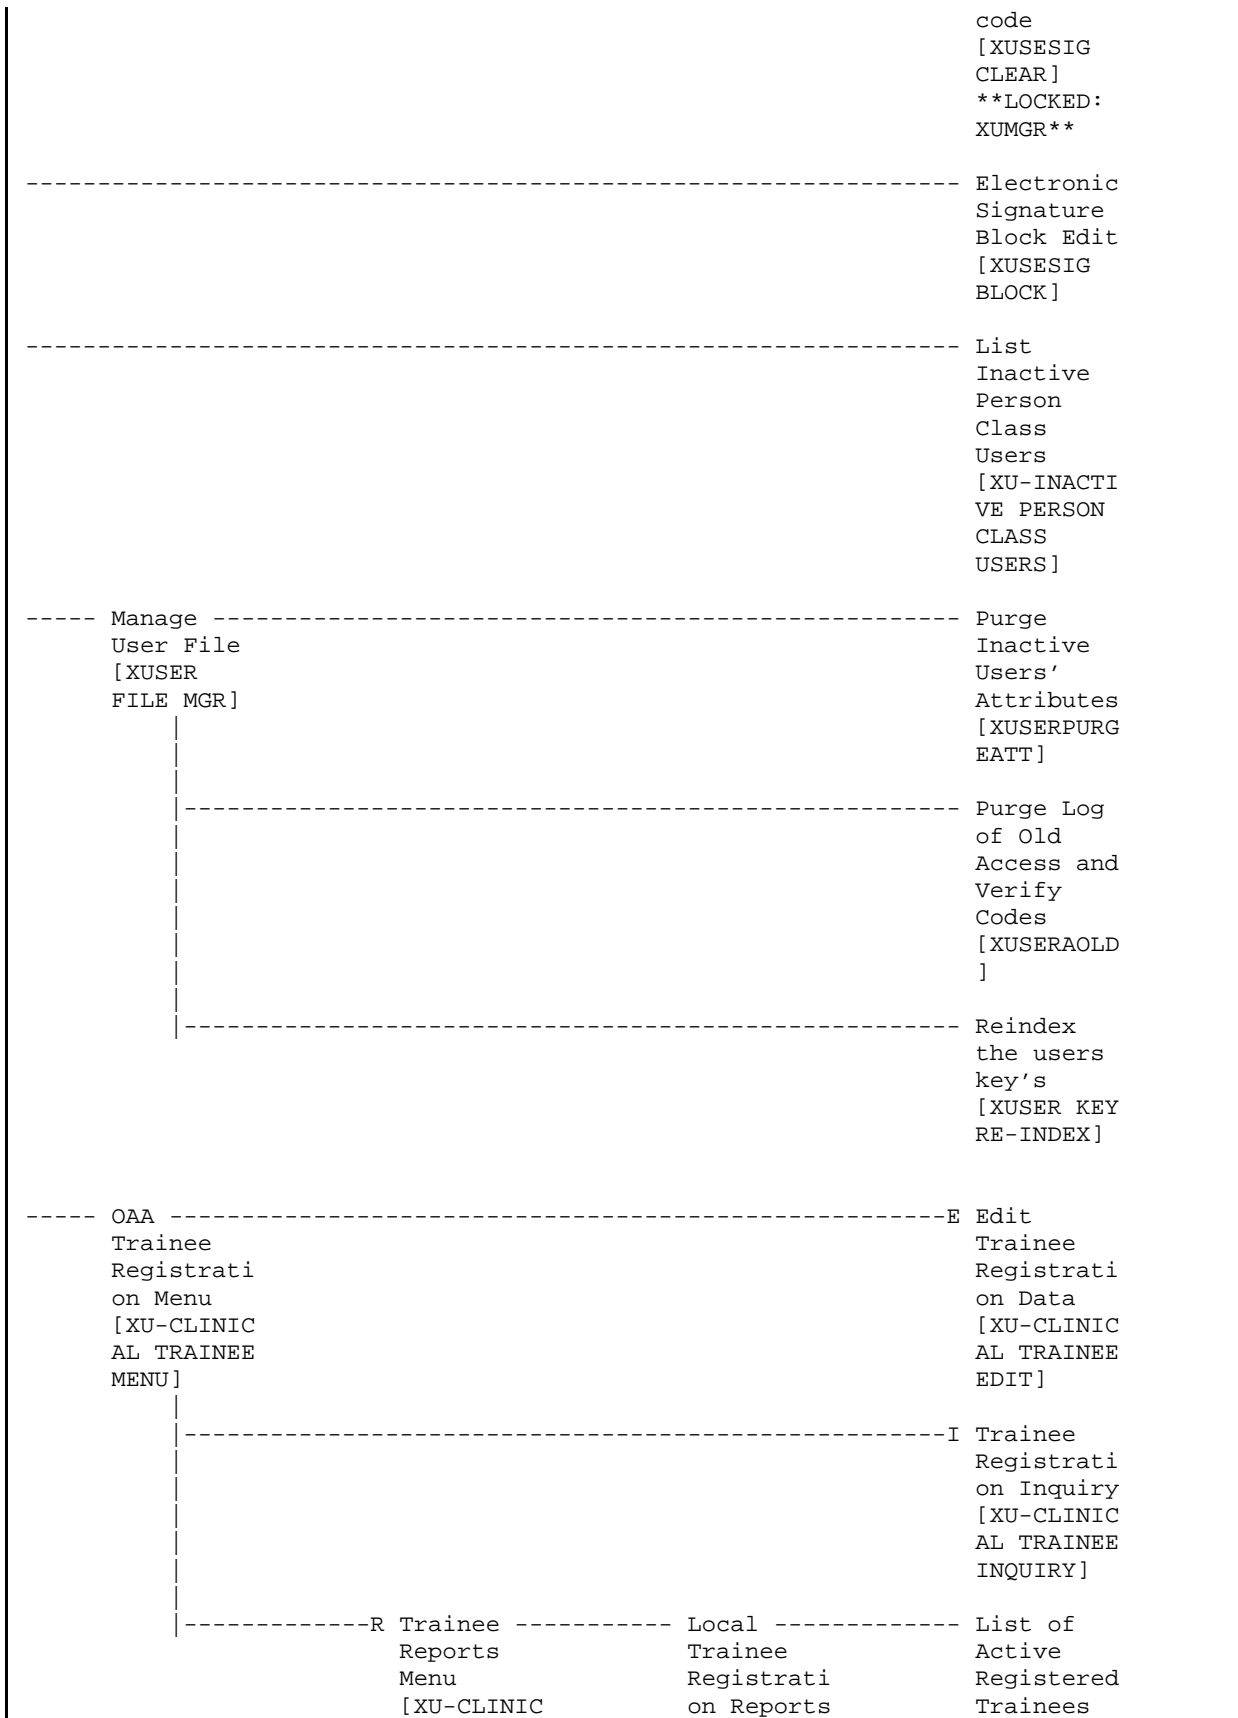 code
[XUSESIG
CLEAR]
**LOCKED:
XUMGR**
----------------------------------------------------------------- Electronic
Signature
Block Edit
[XUSESIG
BLOCK]
----------------------------------------------------------------- List
Inactive
Person
Class
Users
[XU-INACTI
VE PERSON
CLASS
USERS]
----- Manage ---------------------------------------------------- Purge
User File Inactive
[XUSER Users'
FILE MGR] Attributes
| [XUSERPURG
| EATT]
|
|------------------------------------------------------ Purge Log
| of Old
| Access and
| Verify
| Codes
| [XUSERAOLD
| ]
|
|------------------------------------------------------ Reindex
the users
key's
[XUSER KEY
RE-INDEX]
----- OAA ------------------------------------------------------E Edit
Trainee Trainee
Registrati Registrati
on Menu on Data
[XU-CLINIC [XU-CLINIC
AL TRAINEE AL TRAINEE
MENU] EDIT]
|
|-----------------------------------------------------I Trainee
| Registrati
| on Inquiry
| [XU-CLINIC
| AL TRAINEE
| INQUIRY]
|
|-------------R Trainee ----------- Local ------------- List of
Reports Trainee Active
Menu Registrati Registered
[XU-CLINIC on Reports Trainees